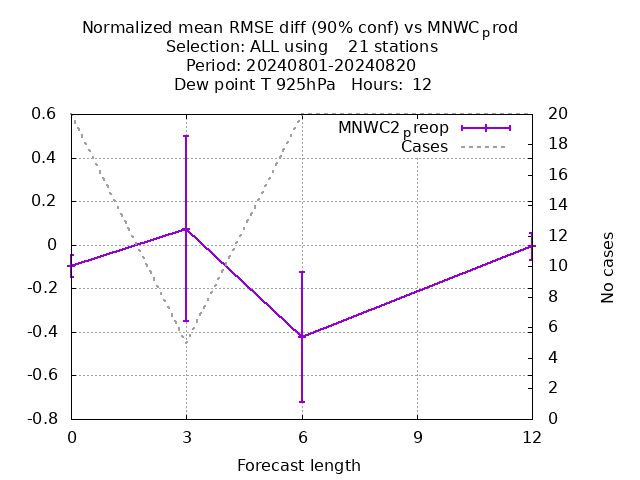 Normalized mean RMSE diff (90% conf) vs MNWCprod
Selection: ALL using    21 stations
Period: 20240801-20240820
Dew point T 925hPa   Hours:  12
MNWC2preop
Cases
0.6
0.4
0.2
0
-0.2
-0.4
-0.6
-0.8
20
18
16
14
12
10
8
6
4
2
0
No cases
0 3 6 9 12
Forecast length